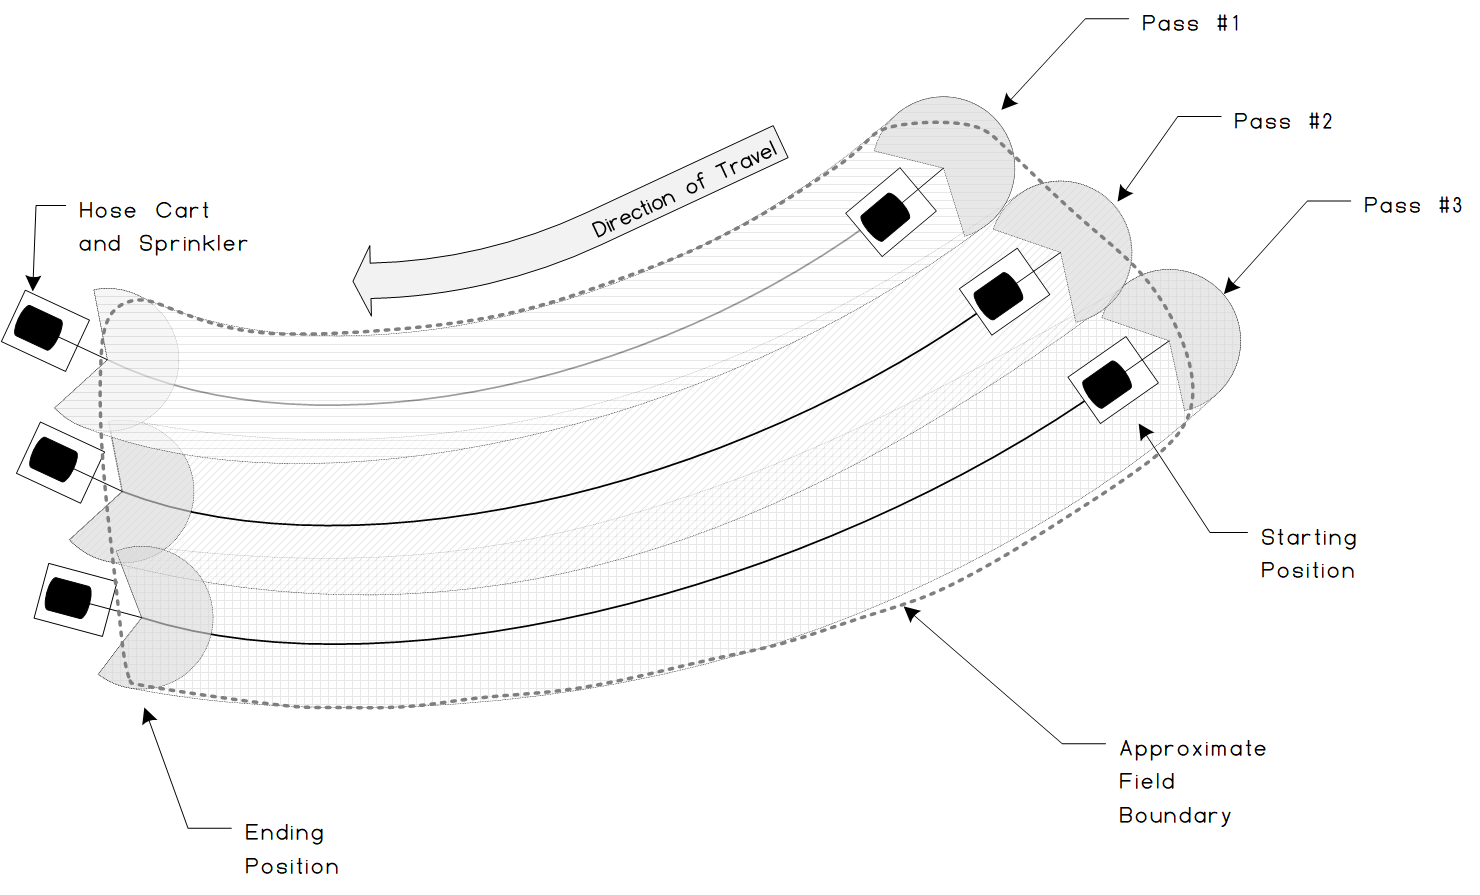 Pass #1
Pass #2
Pass #3
Direction of Travel
Hose Cart
and Sprinkler
Starting
Position
Approximate
Field
Boundary
Ending
Position